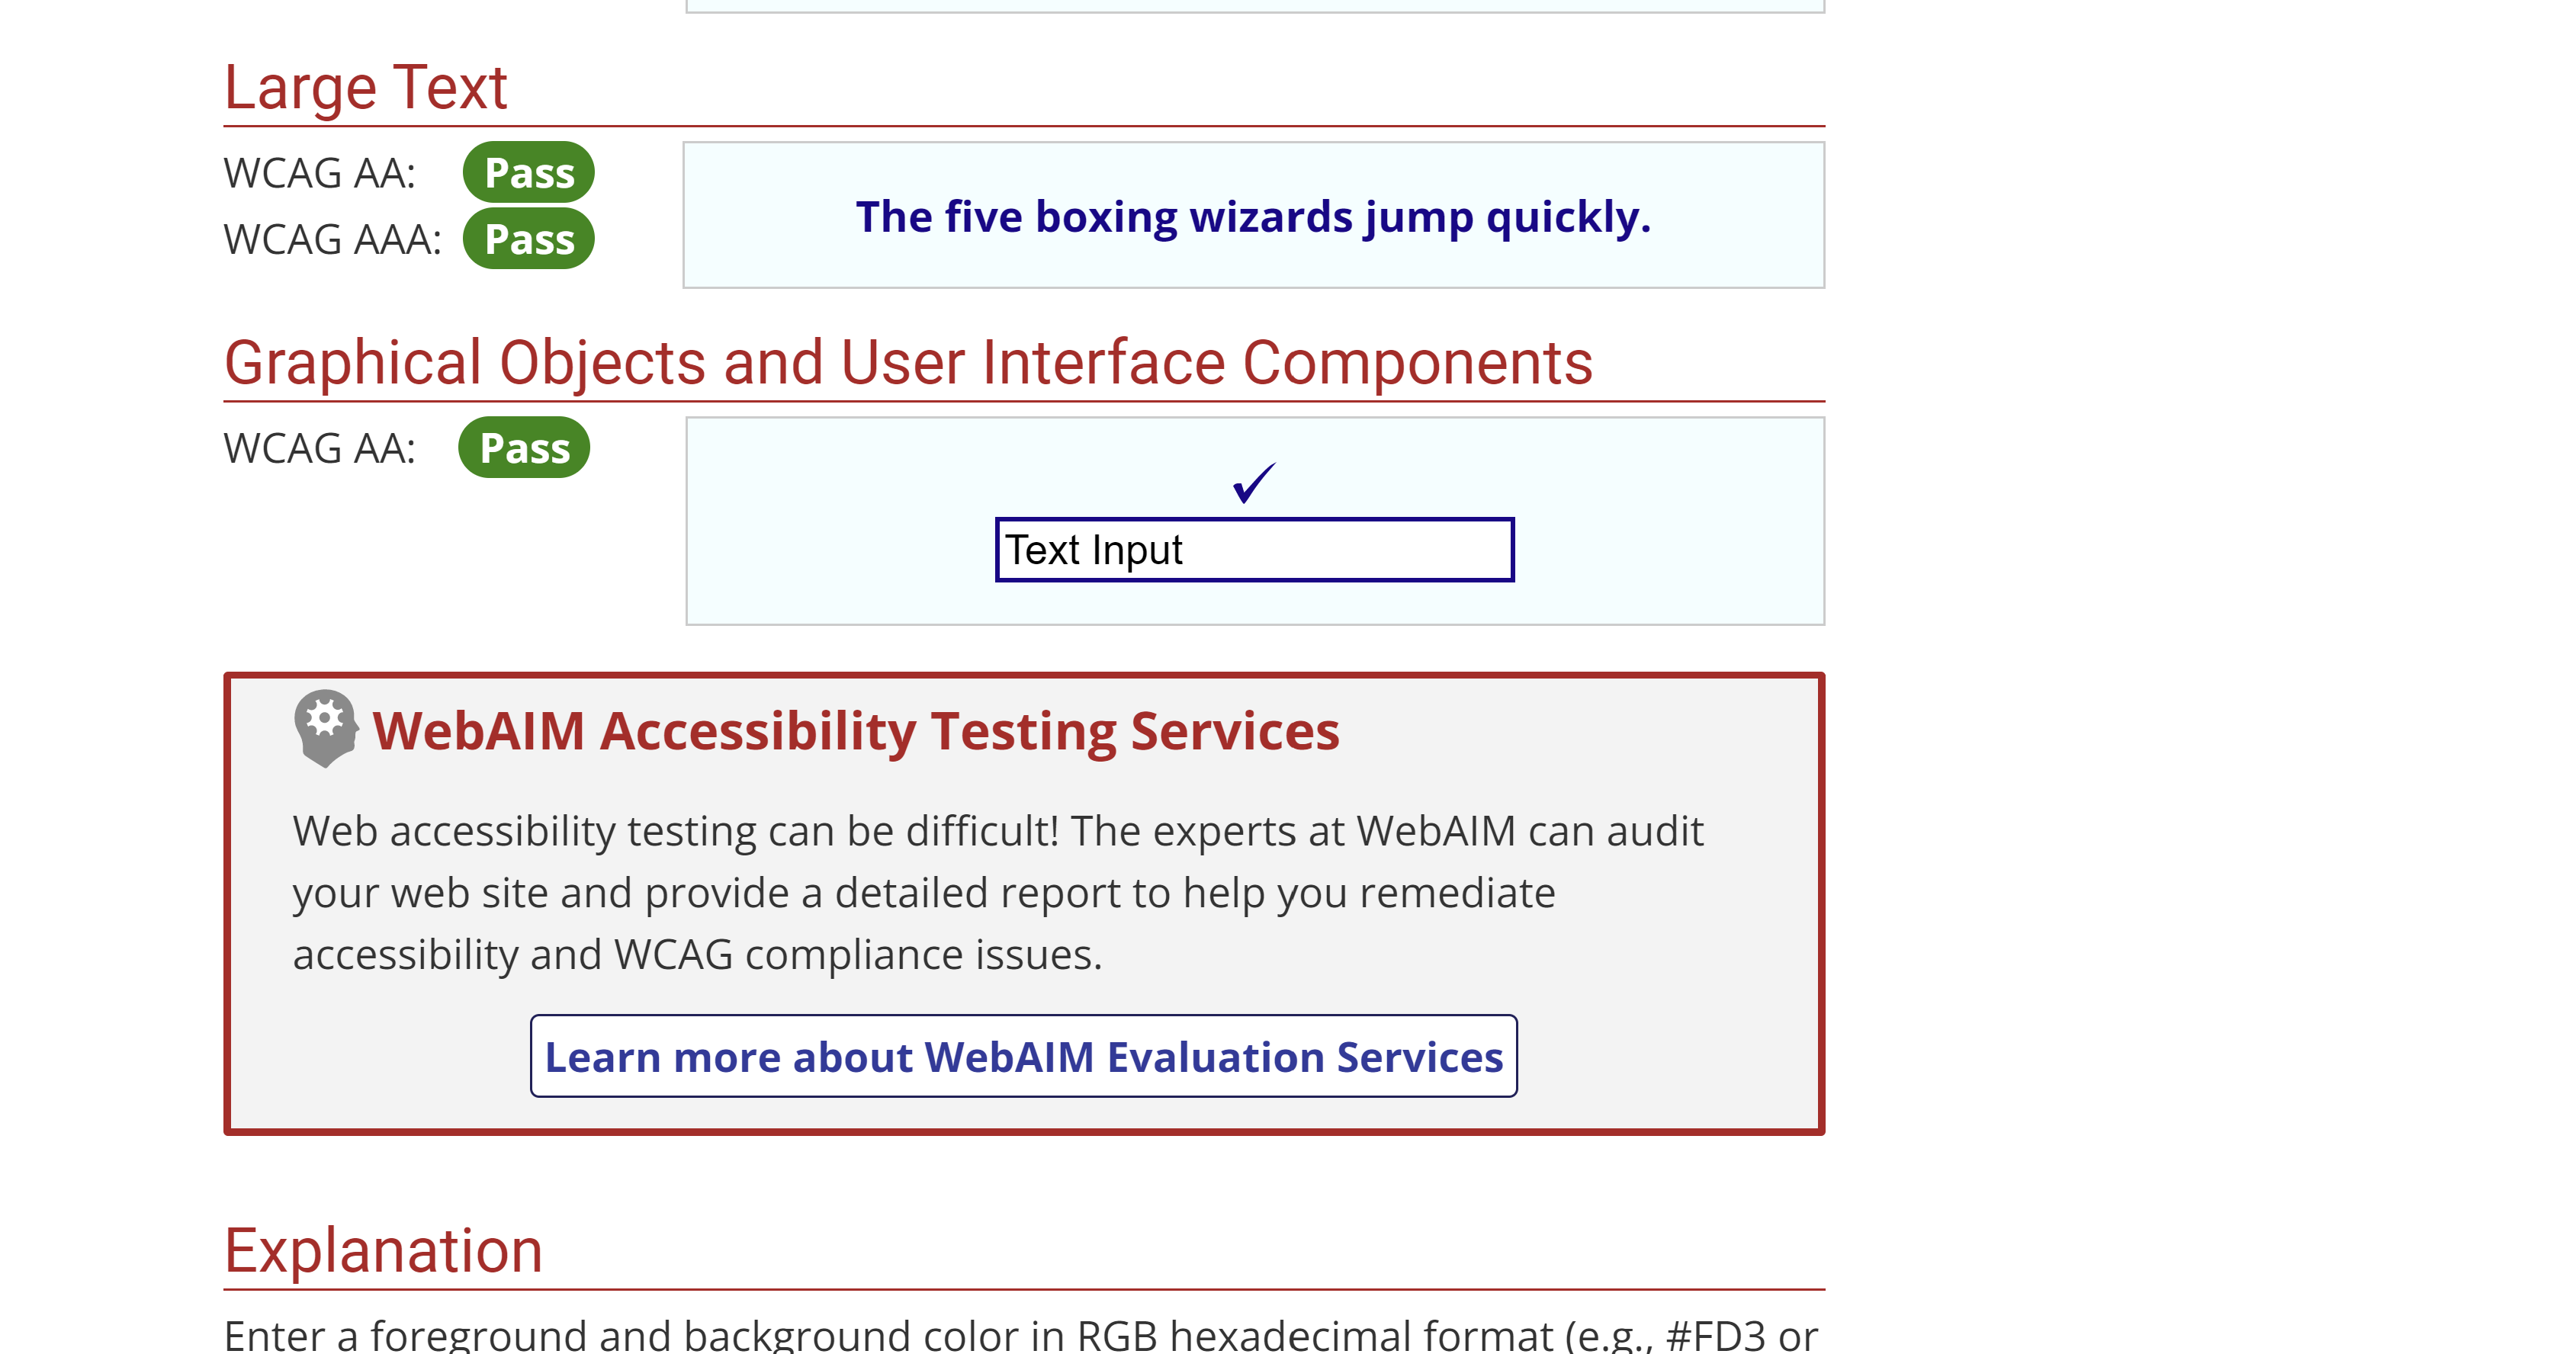 Large Text
WCAG AA: Pass
WCAG AAA: Pass
The five boxing wizards jump quickly.
Graphical Objects and User Interface Components
WCAG AA: Pass
Text Input
WebAIM Accessibility Testing Services
Web accessibility testing can be difficult! The experts at WebAIM can audit
your web site and provide a detailed report to help you remediate
accessibility and WCAG compliance issues.
Learn more about WebAIM Evaluation Services
Explanation
Enter a foreground and background color in RGB hexadecimal format (e.g., #FD3 or